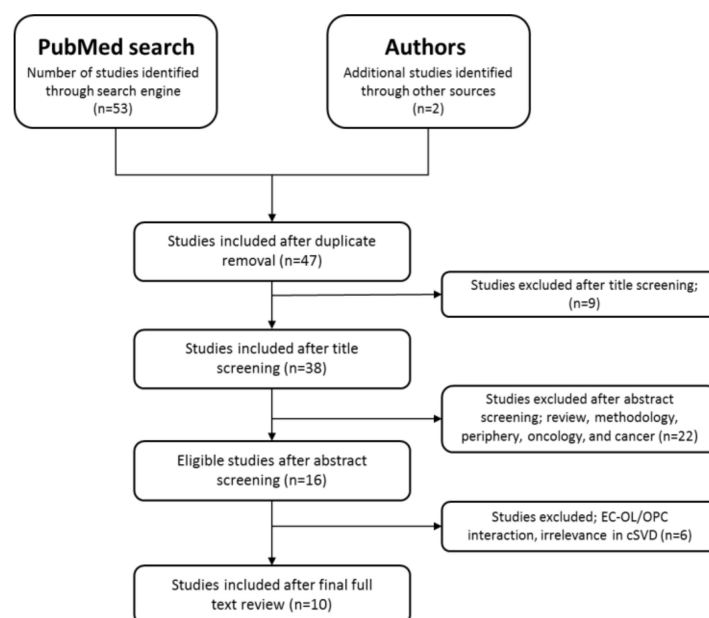 PubMed search
Number of studies identified
through search engine
(n=53)
Authors
Additional studies identified
through other sources
(n=2)
Studies included after duplicate
removal (n=47)
Studies excluded after title screening;
(n=9)
Studies included after title
screening (n=38)
Studies excluded after abstract
screening; review, methodology,
periphery, oncology, and cancer (n=22)
Eligible studies after abstract
screening (n=16)
Studies excluded; EC-OL/OPC
interaction, irrelevance in cSVD (n=6)
Studies included after final full
text review (n=10)